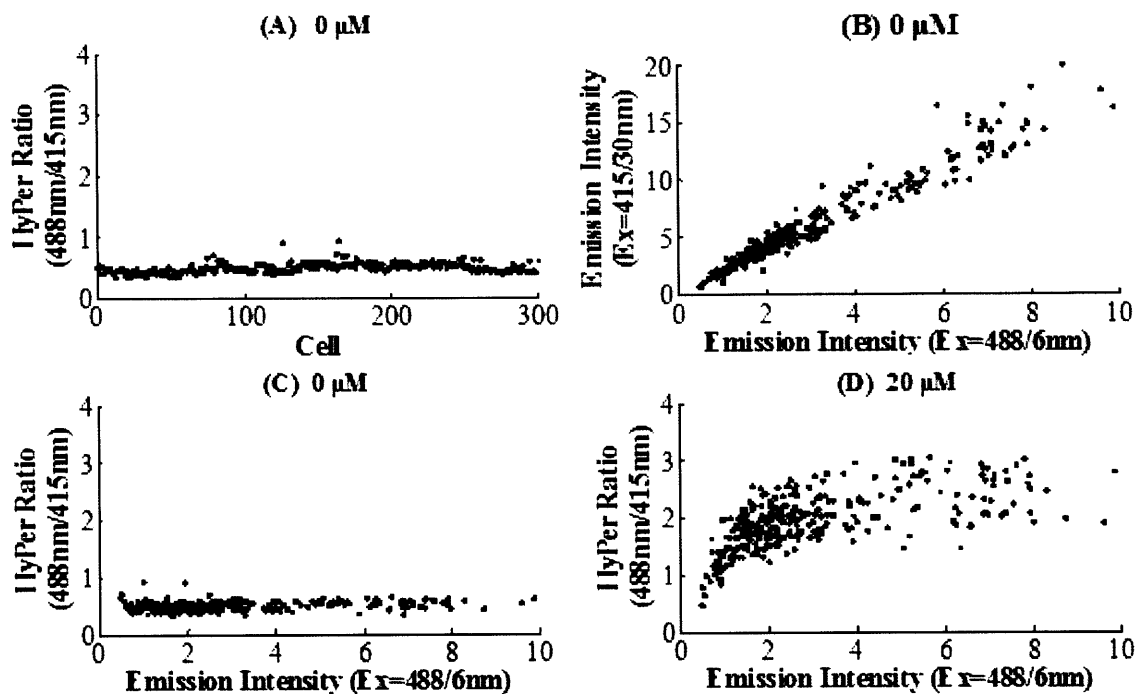 (A) 0 µM
4
3
2
1
0
0 100 200 300
HyPer Ratio
(488nm/415nm)
Cell
(B) 0 µM
20
15
10
5
0
0 2 4 6 8 10
Emission Intensity
(Ex=415/30nm)
Emission Intensity (Ex=488/6nm)
(C) 0 µM
4
3
2
1
0
0 2 4 6 8 10
HyPer Ratio
(488nm/415nm)
Emission Intensity (Ex=488/6nm)
(D) 20 µM
4
3
2
1
0
0 2 4 6 8 10
HyPer Ratio
(488nm/415nm)
Emission Intensity (Ex=488/6nm)